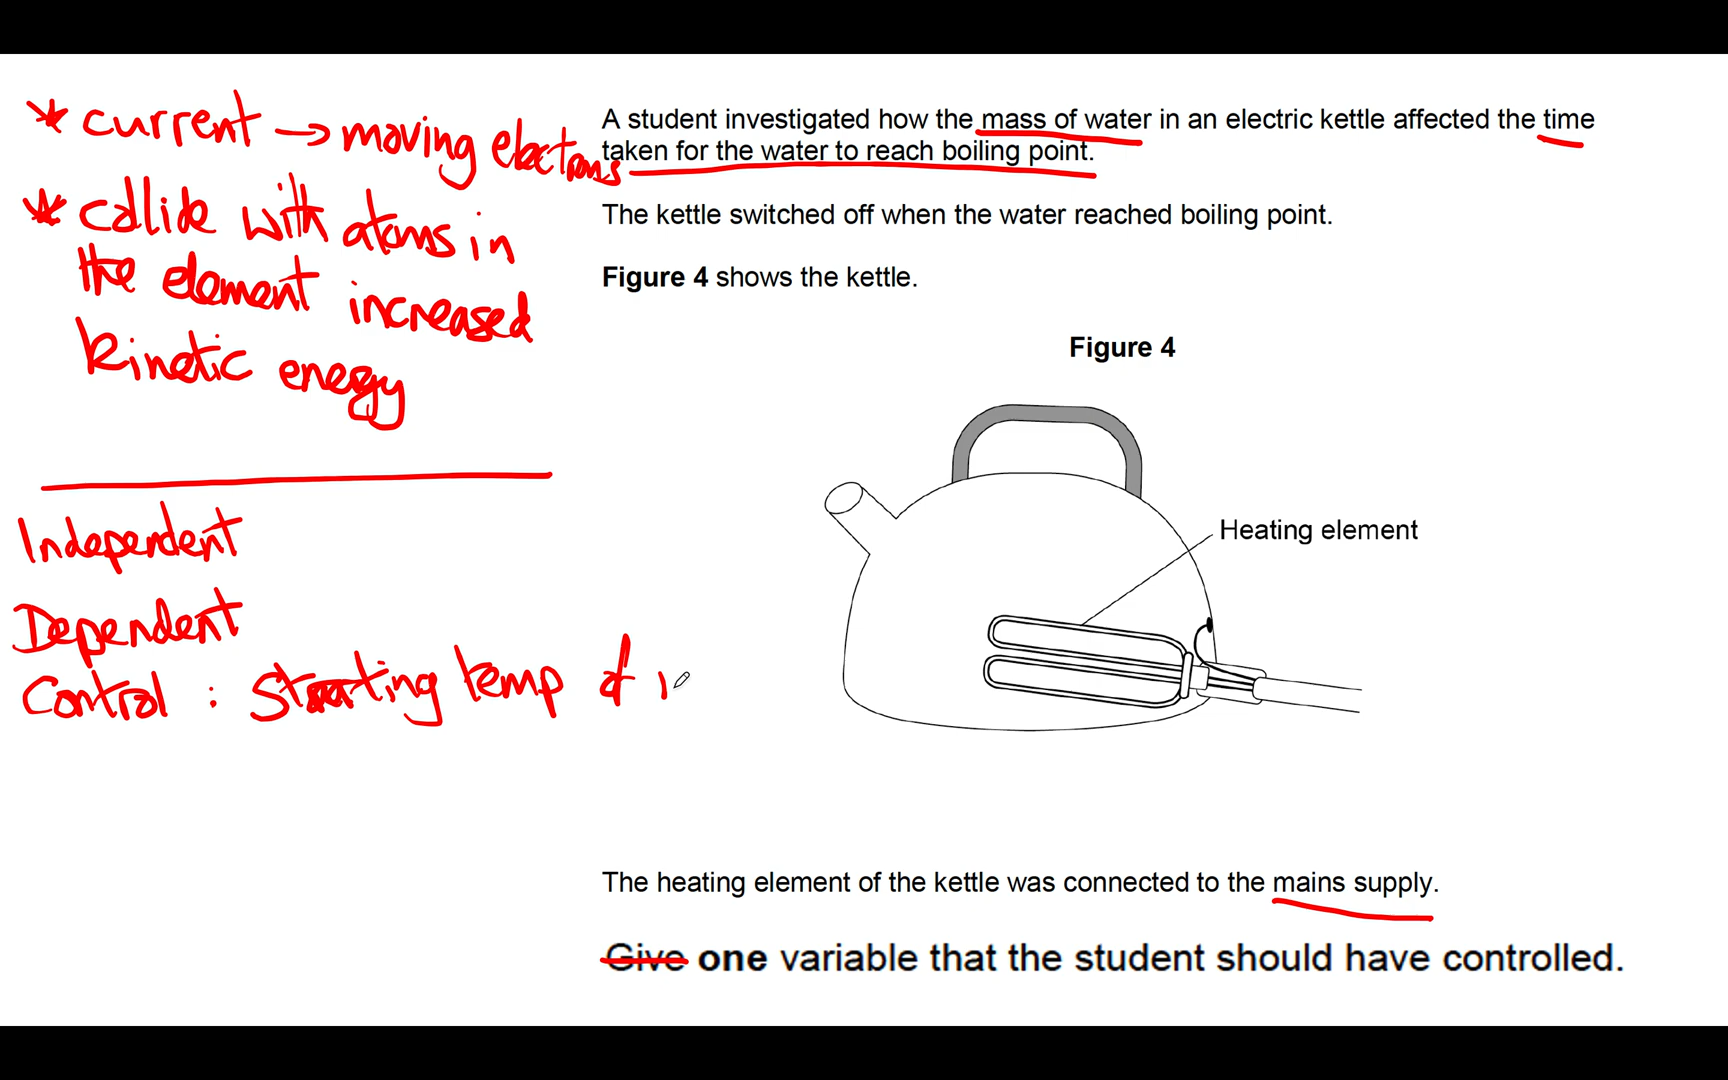 * current → moving electrons
* collide with atoms in
the element increased
kinetic energy
Independent
Dependent
Control : Starting temp of
A student investigated how the mass of water in an electric kettle affected the time
taken for the water to reach boiling point.
The kettle switched off when the water reached boiling point.
Figure 4 shows the kettle.
Figure 4
Heating element
The heating element of the kettle was connected to the mains supply.
Give one variable that the student should have controlled.